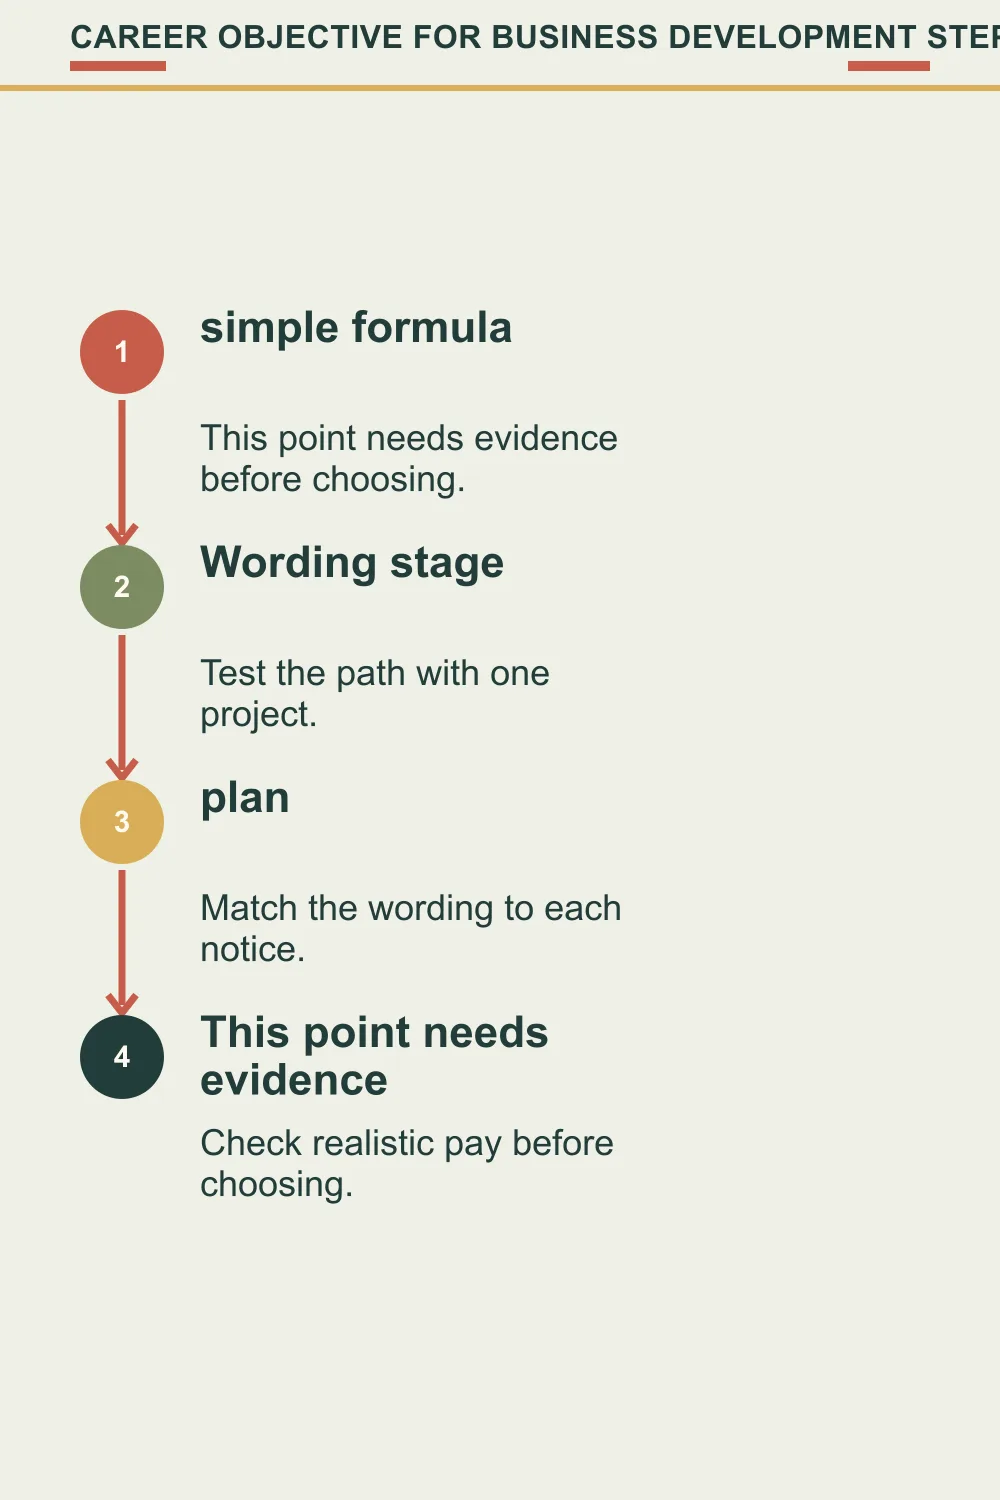 CAREER OBJECTIVE FOR BUSINESS DEVELOPMENT
1
simple formula
This point needs evidence
before choosing.
2
Wording stage
Test the path with one
project.
3
plan
Match the wording to each
notice.
4
This point needs
evidence
Check realistic pay before
choosing.